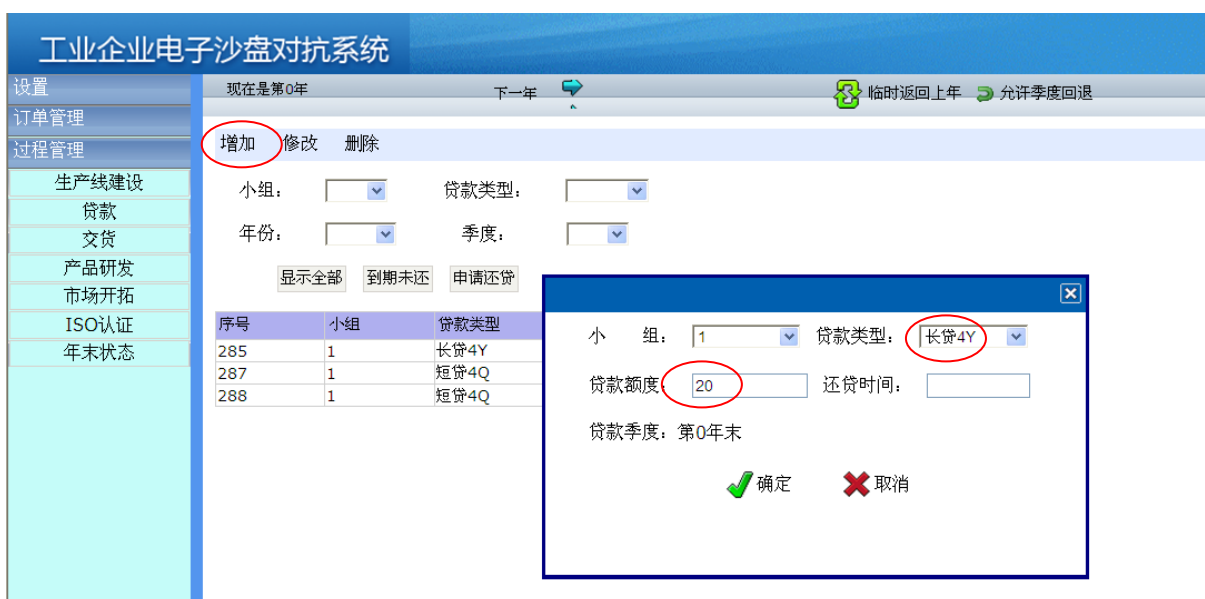 工业企业电子沙盘对抗系统
设置
现在是第0年 下一年 临时返回上年 允许季度回退
订单管理
过程管理
增加 修改 删除
生产线建设
贷款
交货
产品研发
市场开拓
ISO认证
年末状态
小组： 贷款类型：
年份： 季度：
显示全部 到期未还 申请还贷
序号 小组 贷款类型
285 1 长贷4Y
287 1 短贷4Q
288 1 短贷4Q
小 组： 1 贷款类型： 长贷4Y
贷款额度： 20 还贷时间：
贷款季度：第0年末
确定 取消